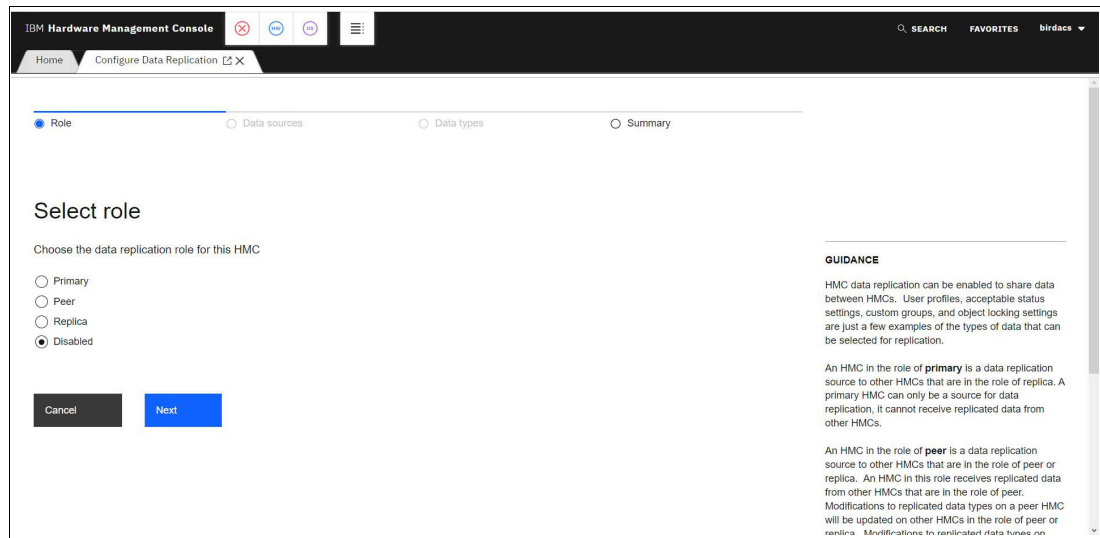 IBM Hardware Management Console
HW
OS
SEARCH
FAVORITES
birdacs
Home
Configure Data Replication
Role
Data sources
Data types
Summary
Select role
Choose the data replication role for this HMC
Primary
Peer
Replica
Disabled
Cancel
Next
GUIDANCE
HMC data replication can be enabled to share data
between HMCs. User profiles, acceptable status
settings, custom groups, and object locking settings
are just a few examples of the types of data that can
be selected for replication.
An HMC in the role of primary is a data replication
source to other HMCs that are in the role of replica. A
primary HMC can only be a source for data
replication, it cannot receive replicated data from
other HMCs.
An HMC in the role of peer is a data replication
source to other HMCs that are in the role of peer or
replica. An HMC in this role receives replicated data
from other HMCs that are in the role of peer.
Modifications to replicated data types on a peer HMC
will be updated on other HMCs in the role of peer or
replica. Modifications to replicated data types on